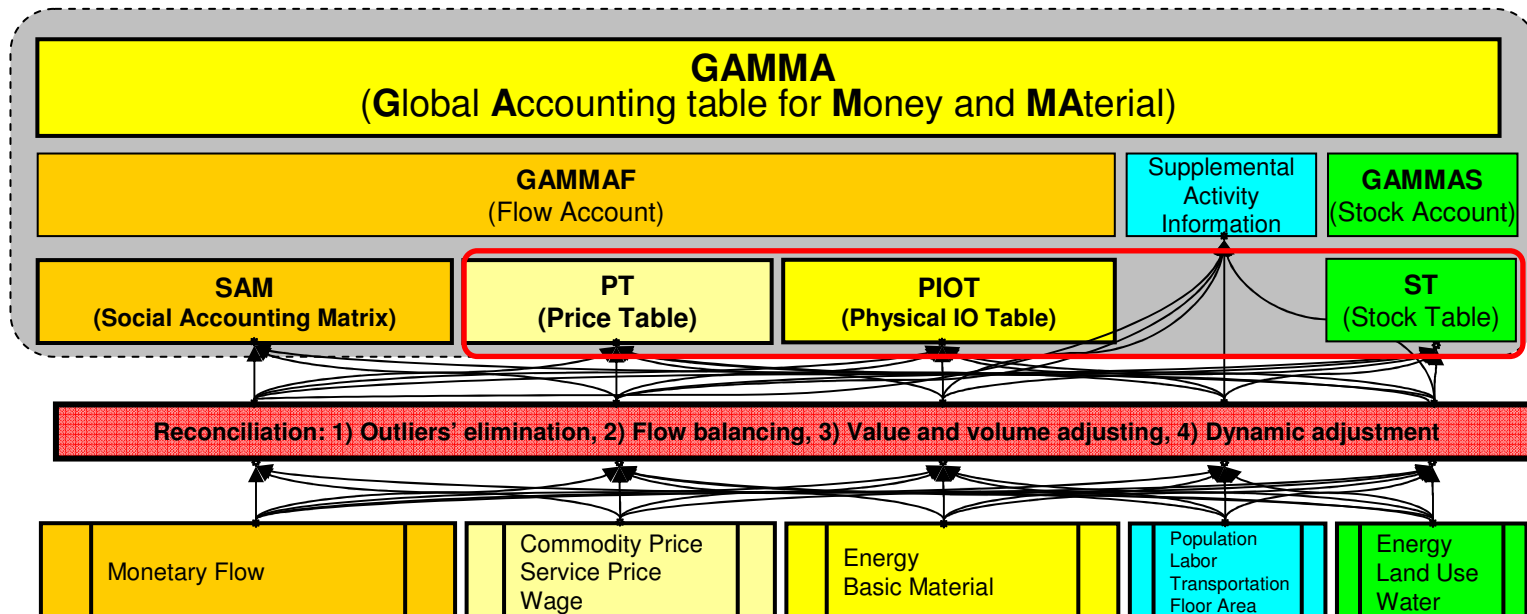 GAMMA
(Global Accounting table for Money and MAterial)
GAMMAF
(Flow Account)
Supplemental
Activity
Information
GAMMAS
(Stock Account)
SAM
(Social Accounting Matrix)
PT
(Price Table)
PIOT
(Physical IO Table)
ST
(Stock Table)
Reconciliation: 1) Outliers’ elimination, 2) Flow balancing, 3) Value and volume adjusting, 4) Dynamic adjustment
Monetary Flow
Commodity Price
Service Price
Wage
Energy
Basic Material
Population
Labor
Transportation
Floor Area
Energy
Land Use
Water